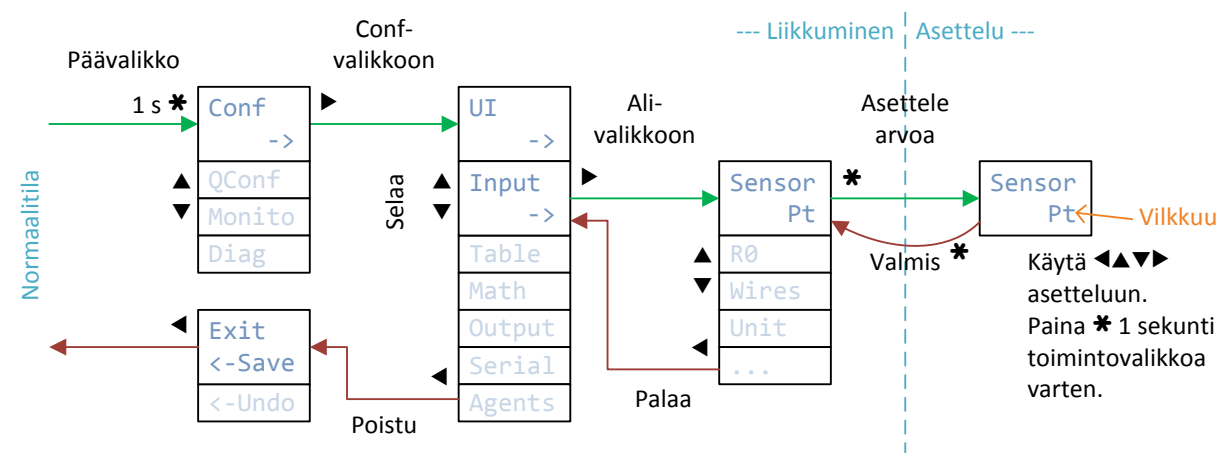 Päävalikko
1 s ✱
Conf
->
QConf
Monito
Diag
Normaalitila
Exit
<-Save
<-Undo
Conf-
valikkoon
Selaa
UI
->
Input
->
Table
Math
Output
Serial
Agents
Poistu
Ali-
valikkoon
Sensor
Pt
R0
Wires
Unit
...
Palaa
--- Liikkuminen
Asettelu ---
Asettele
arvoa
✱
Valmis ✱
Sensor
Pt
Vilkkuu
Käytä ◀▲▼▶
asetteluun.
Paina ✱ 1 sekunti
toimintovalikkoa
varten.